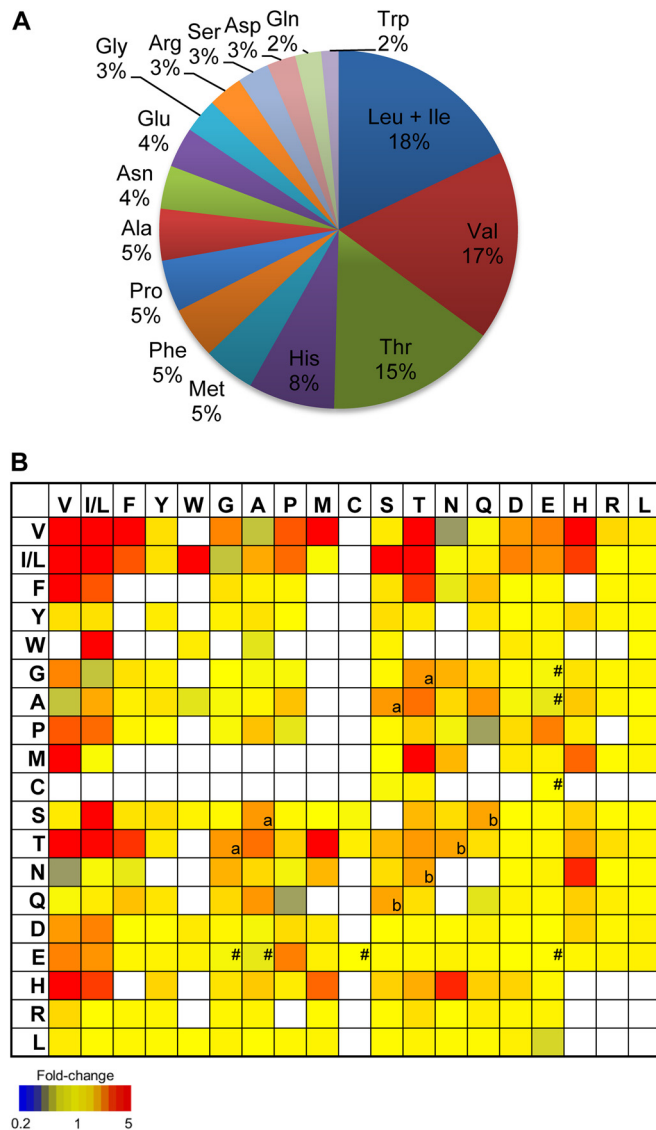 A
Leu + Ile
18%
Val
17%
Thr
15%
His
8%
Met
5%
Phe
5%
Pro
5%
Ala
5%
Asn
4%
Glu
4%
Gly
3%
Arg
3%
Ser
3%
Asp
3%
Gln
2%
Trp
2%
B
V I/L F Y W G A P M C S T N Q D E H R L
V
I/L
F
Y
W
G a #
A a #
P
M
C #
S a b
T a b
N b
Q b
D
E # # # #
H
R
L
Fold-change
0.2 1 5